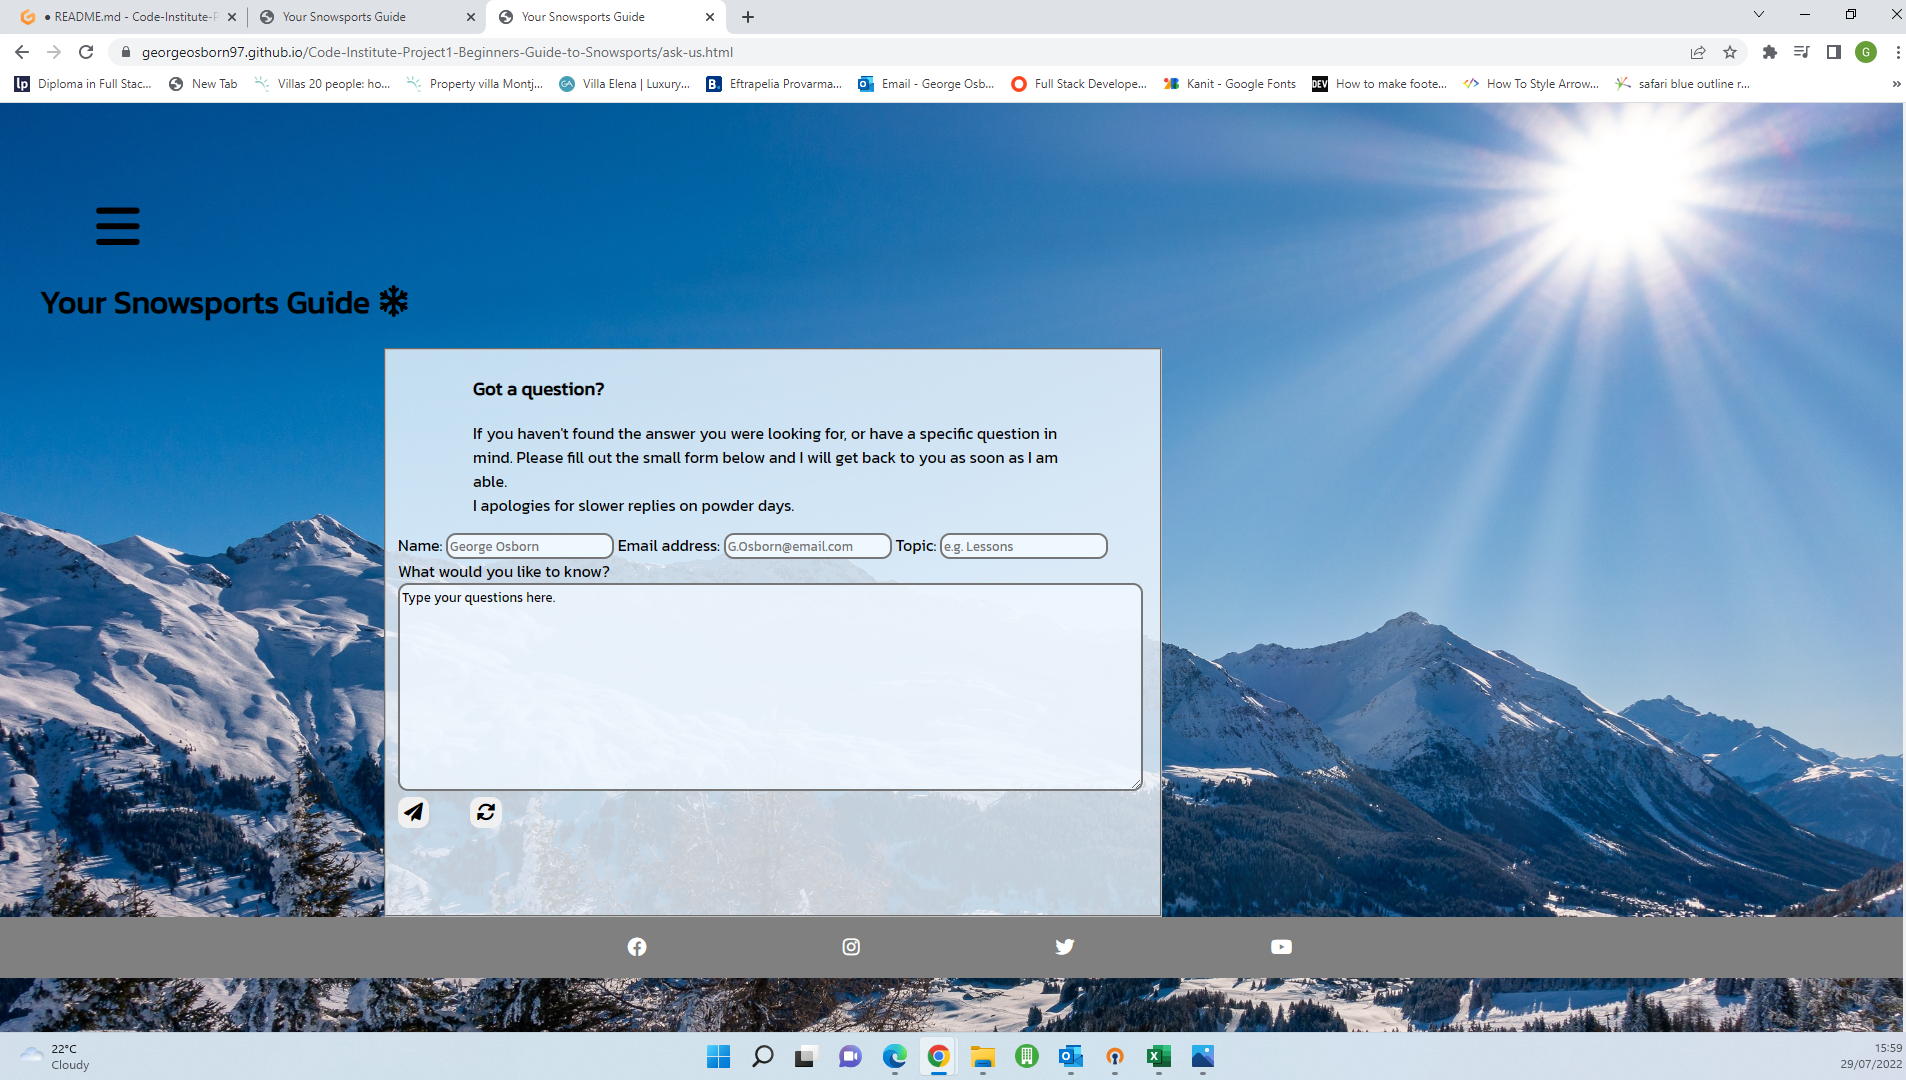 ● README.md - Code-Institute-P
Your Snowsports Guide
Your Snowsports Guide
georgeosborn97.github.io/Code-Institute-Project1-Beginners-Guide-to-Snowsports/ask-us.html
G
lp Diploma in Full Stac...
New Tab
Villas 20 people: ho...
Property villa Montj...
GA Villa Elena | Luxury...
B. Eftrapelia Provarma...
Email - George Osb...
Full Stack Develope...
Kanit - Google Fonts
DEV How to make foote...
How To Style Arrow...
safari blue outline r...
»
Your Snowsports Guide
Got a question?
If you haven't found the answer you were looking for, or have a specific question in
mind. Please fill out the small form below and I will get back to you as soon as I am
able.
I apologies for slower replies on powder days.
Name: George Osborn Email address: G.Osborn@email.com Topic: e.g. Lessons
What would you like to know?
Type your questions here.
22°C
Cloudy
15:59
29/07/2022